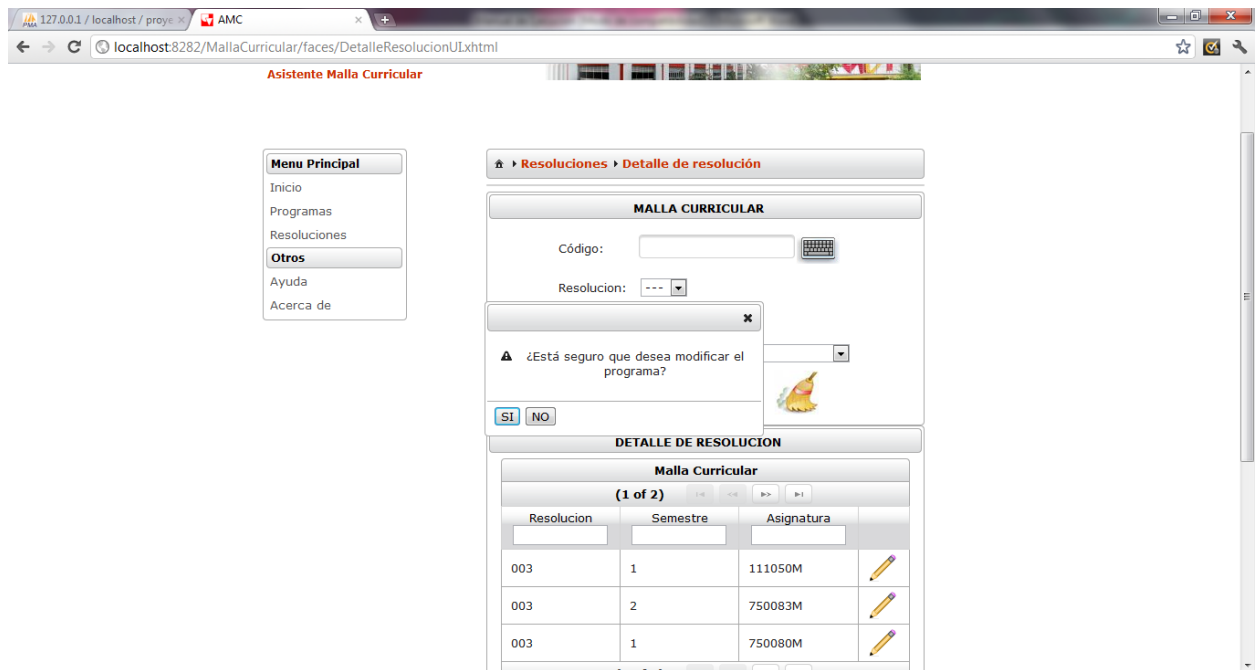 127.0.0.1 / localhost / proye
AMC
localhost:8282/MallaCurricular/faces/DetalleResolucionUI.xhtml
Asistente Malla Curricular
Menu Principal
Inicio
Programas
Resoluciones
Otros
Ayuda
Acerca de
Resoluciones Detalle de resolución
MALLA CURRICULAR
Código:
Resolucion: ---
¿Está seguro que desea modificar el
programa?
SI NO
DETALLE DE RESOLUCION
Malla Curricular
(1 of 2)
Resolucion Semestre Asignatura
003 1 111050M
003 2 750083M
003 1 750080M